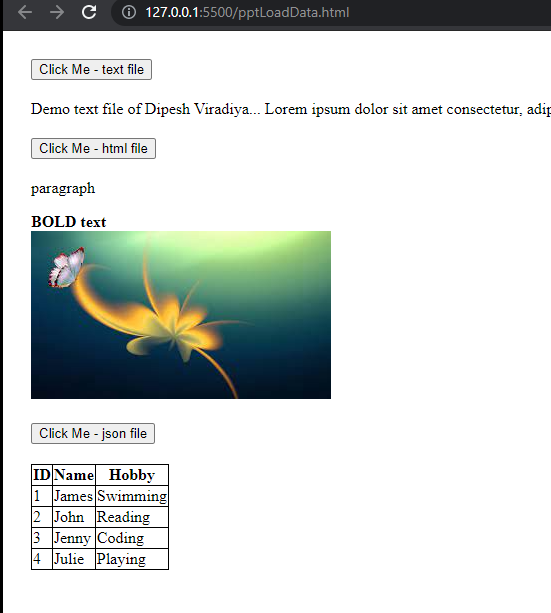 127.0.0.1:5500/pptLoadData.html
Click Me - text file
Demo text file of Dipesh Viradiya... Lorem ipsum dolor sit amet consectetur,
Click Me - html file
paragraph
BOLD text
Click Me - json file
ID Name Hobby
1 James Swimming
2 John Reading
3 Jenny Coding
4 Julie Playing